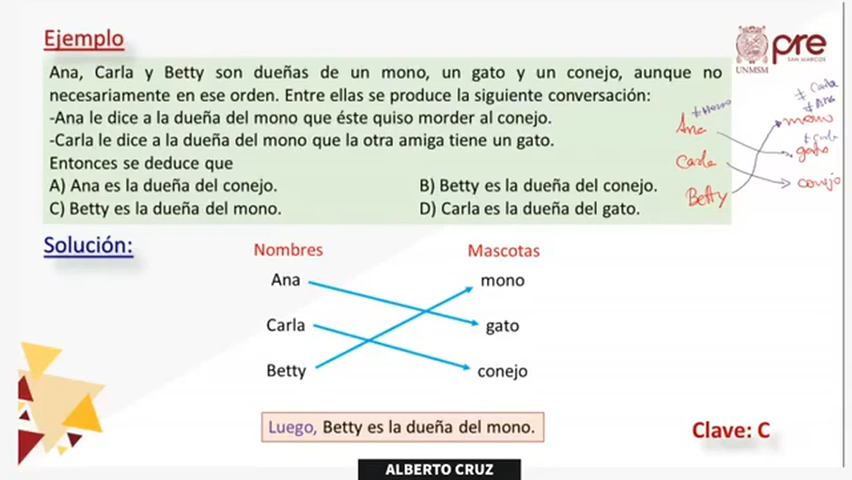 Ejemplo
UNMSM
pre
SAN MARCOS
Ana, Carla y Betty son dueñas de un mono, un gato y un conejo, aunque no
necesariamente en ese orden. Entre ellas se produce la siguiente conversación:
-Ana le dice a la dueña del mono que éste quiso morder al conejo.
-Carla le dice a la dueña del mono que la otra amiga tiene un gato.
Entonces se deduce que
A) Ana es la dueña del conejo.
B) Betty es la dueña del conejo.
C) Betty es la dueña del mono.
D) Carla es la dueña del gato.
≠ Carla
≠ Ana
≠ Mono
mono
Ana
≠ Carla
gato
Carla
conejo
Betty
Solución:
Nombres
Mascotas
Ana
mono
Carla
gato
Betty
conejo
Luego, Betty es la dueña del mono.
Clave: C
ALBERTO CRUZ